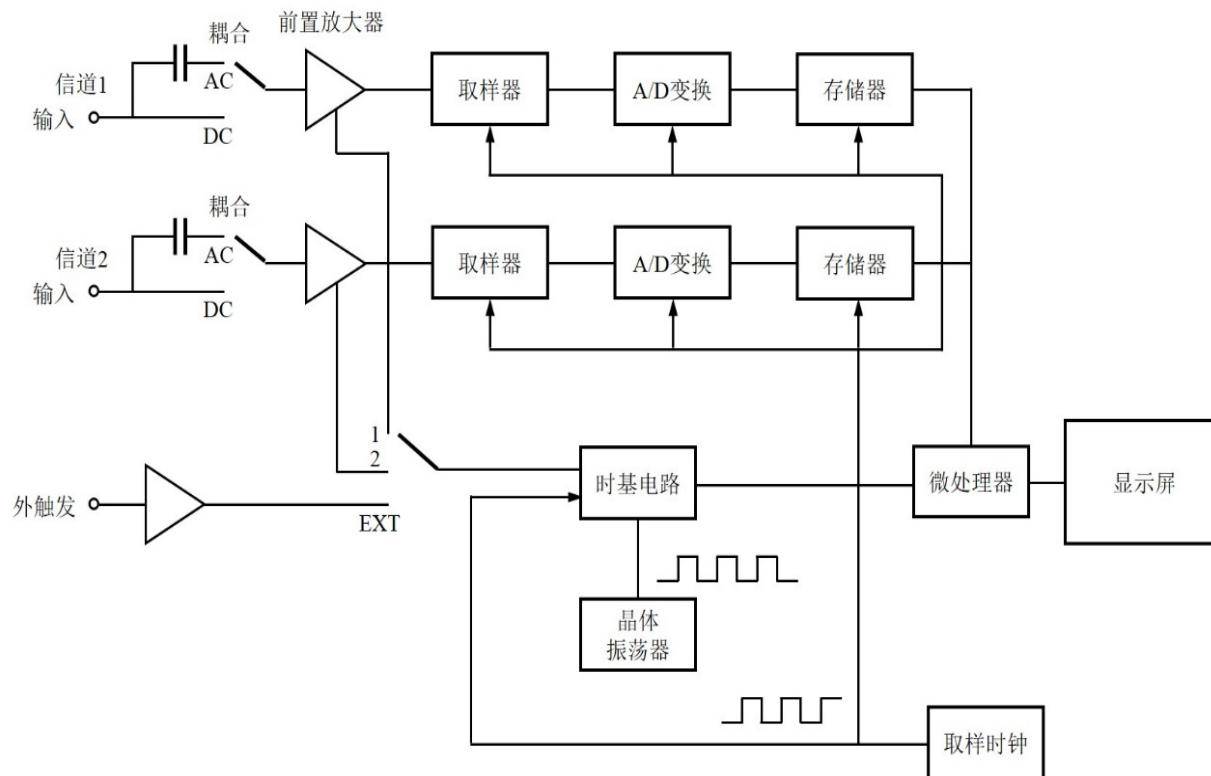 前置放大器
耦合
信道1
AC
输入
DC
取样器
A/D变换
存储器
耦合
信道2
AC
输入
DC
取样器
A/D变换
存储器
1
2
外触发
EXT
时基电路
微处理器
显示屏
晶体
振荡器
取样时钟